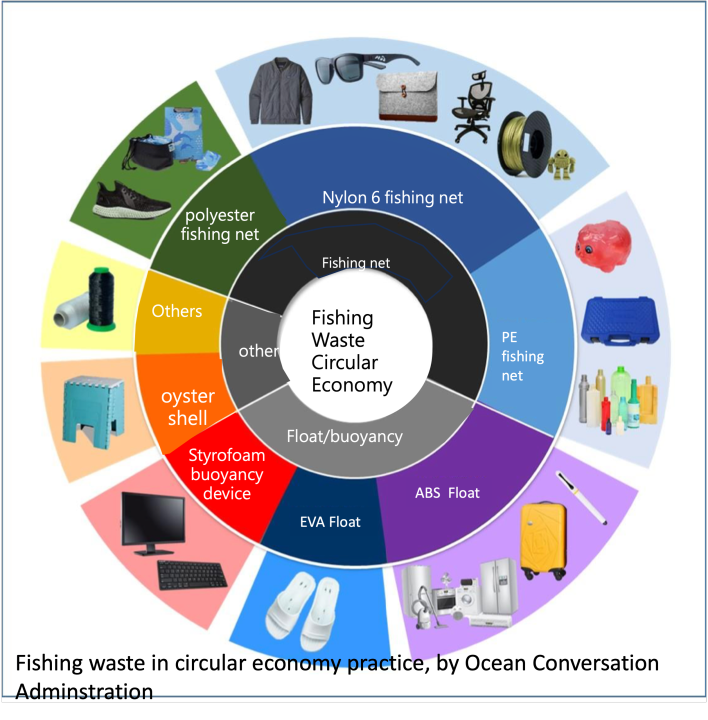 Nylon 6 fishing net
polyester
fishing net
Fishing net
Others
other
Fishing
Waste
Circular
Economy
PE
fishing
net
oyster
shell
Float/buoyancy
Styrofoam
buoyancy
device
ABS Float
EVA Float
Fishing waste in circular economy practice, by Ocean Conversation
Adminstration